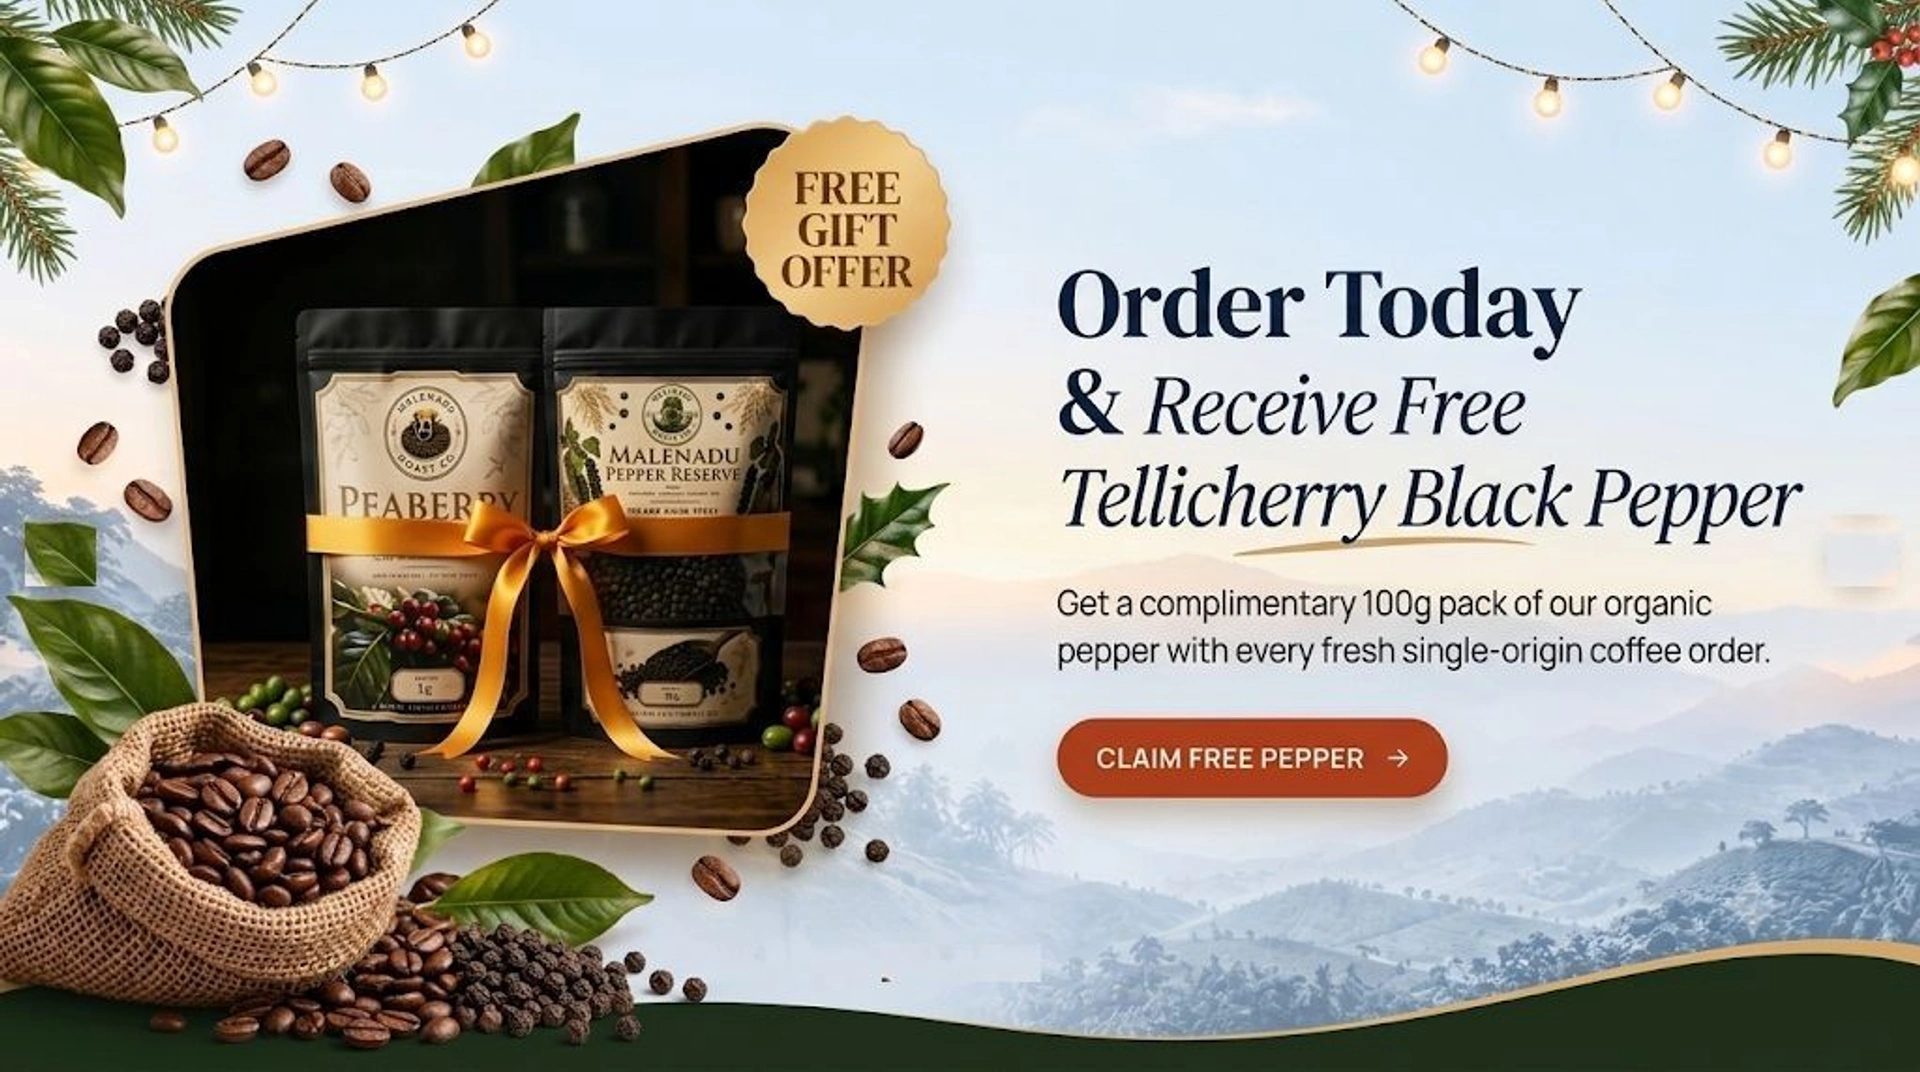 FREE
GIFT
OFFER
Order Today
& Receive Free
Tellicherry Black Pepper
Get a complimentary 100g pack of our organic
pepper with every fresh single-origin coffee order.
CLAIM FREE PEPPER →
MALENADU
ROAST CO
PEABERRY
MALENADU
PEPPER RESERVE